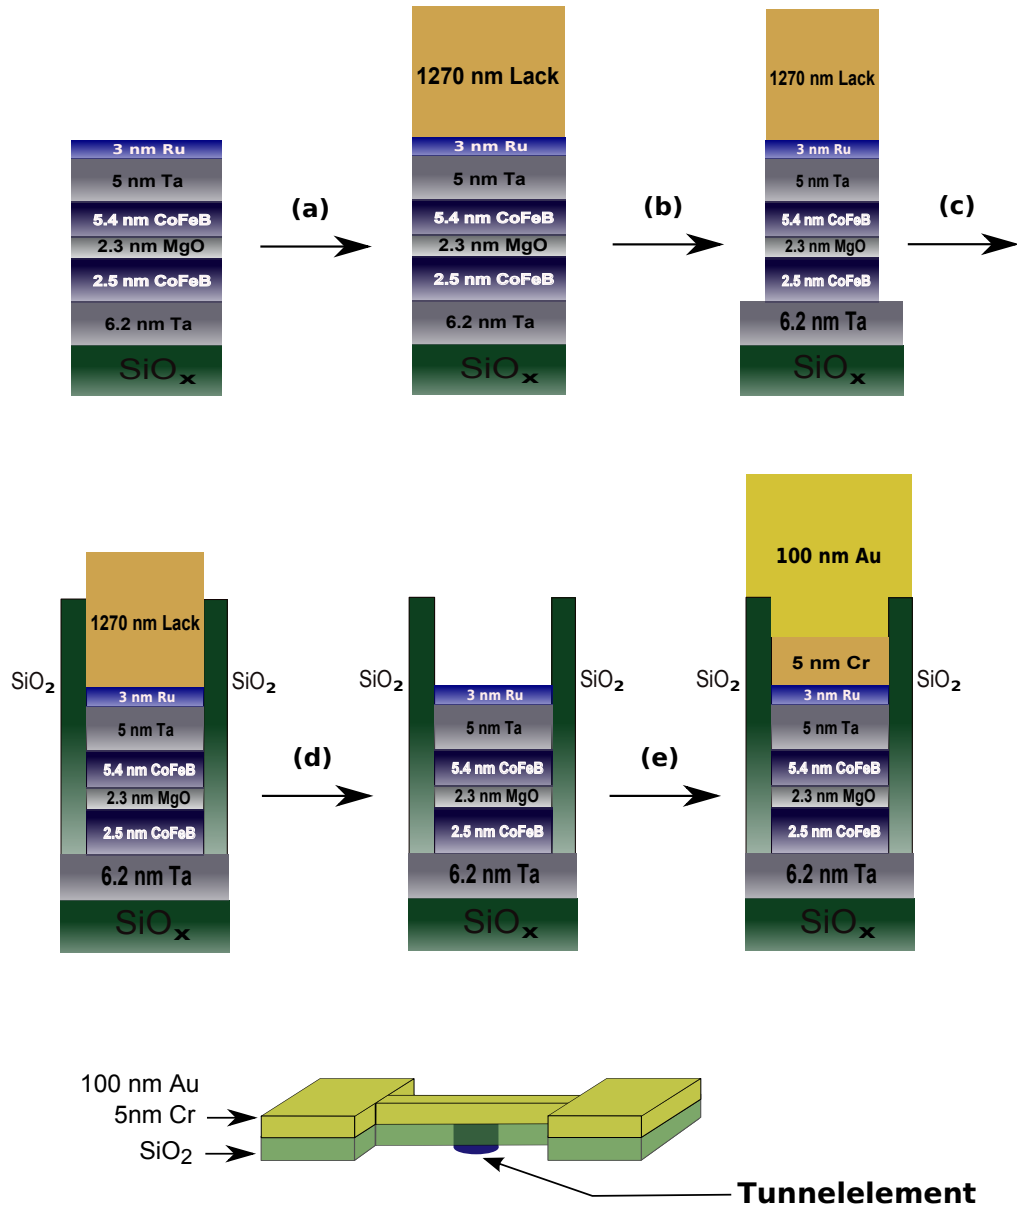 3 nm Ru
5 nm Ta
5.4 nm CoFeB
2.3 nm MgO
2.5 nm CoFeB
6.2 nm Ta
SiOx
(a)
1270 nm Lack
3 nm Ru
5 nm Ta
5.4 nm CoFeB
2.3 nm MgO
2.5 nm CoFeB
6.2 nm Ta
SiOx
(b)
1270 nm Lack
3 nm Ru
5 nm Ta
5.4 nm CoFeB
2.3 nm MgO
2.5 nm CoFeB
6.2 nm Ta
SiOx
(c)
1270 nm Lack
SiO2
SiO2
3 nm Ru
5 nm Ta
5.4 nm CoFeB
2.3 nm MgO
2.5 nm CoFeB
6.2 nm Ta
SiOx
(d)
SiO2
SiO2
3 nm Ru
5 nm Ta
5.4 nm CoFeB
2.3 nm MgO
2.5 nm CoFeB
6.2 nm Ta
SiOx
(e)
100 nm Au
5 nm Cr
SiO2
SiO2
3 nm Ru
5 nm Ta
5.4 nm CoFeB
2.3 nm MgO
2.5 nm CoFeB
6.2 nm Ta
SiOx
100 nm Au
5nm Cr
SiO2
Tunnelelement